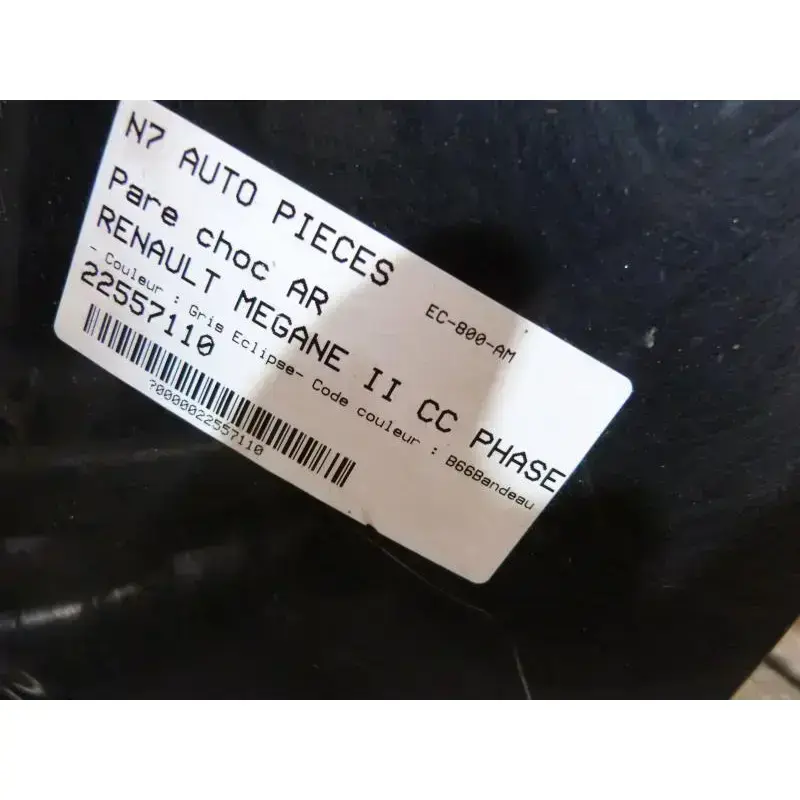 N7 AUTO PIECES
EC-800-AM
Pare choc AR
RENAULT MEGANE II CC PHASE
- Couleur : Gris Eclipse- Code couleur : B66Bandeau
22557110
?0000022557110